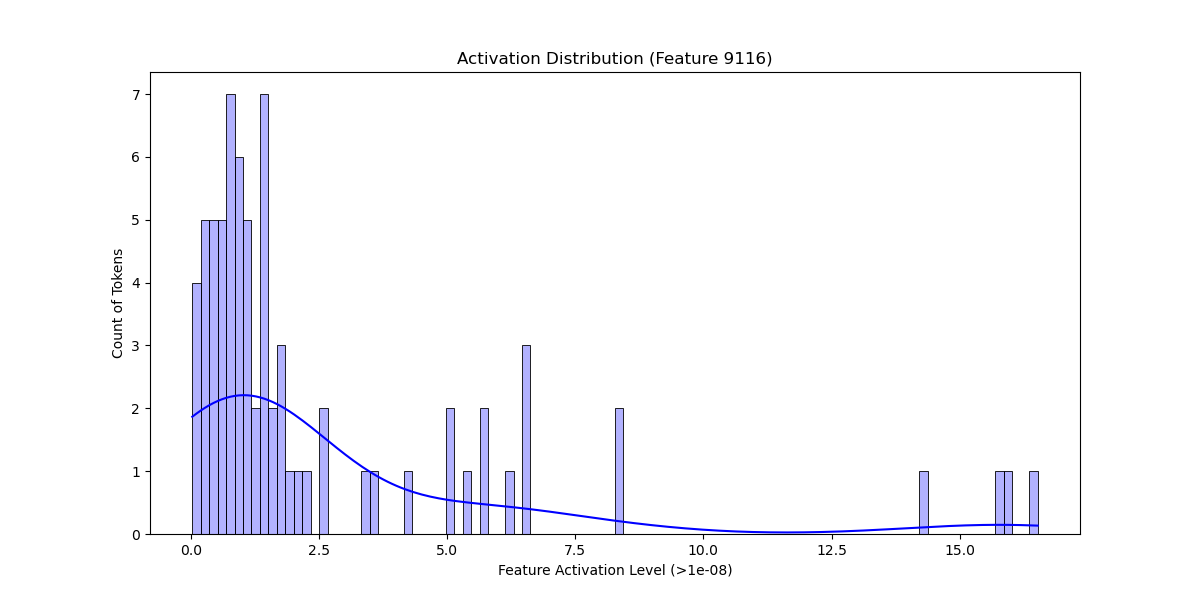 Activation Distribution (Feature 9116)
7
6
5
4
3
2
1
0
Count of Tokens
0.0 2.5 5.0 7.5 10.0 12.5 15.0
Feature Activation Level (>1e-08)